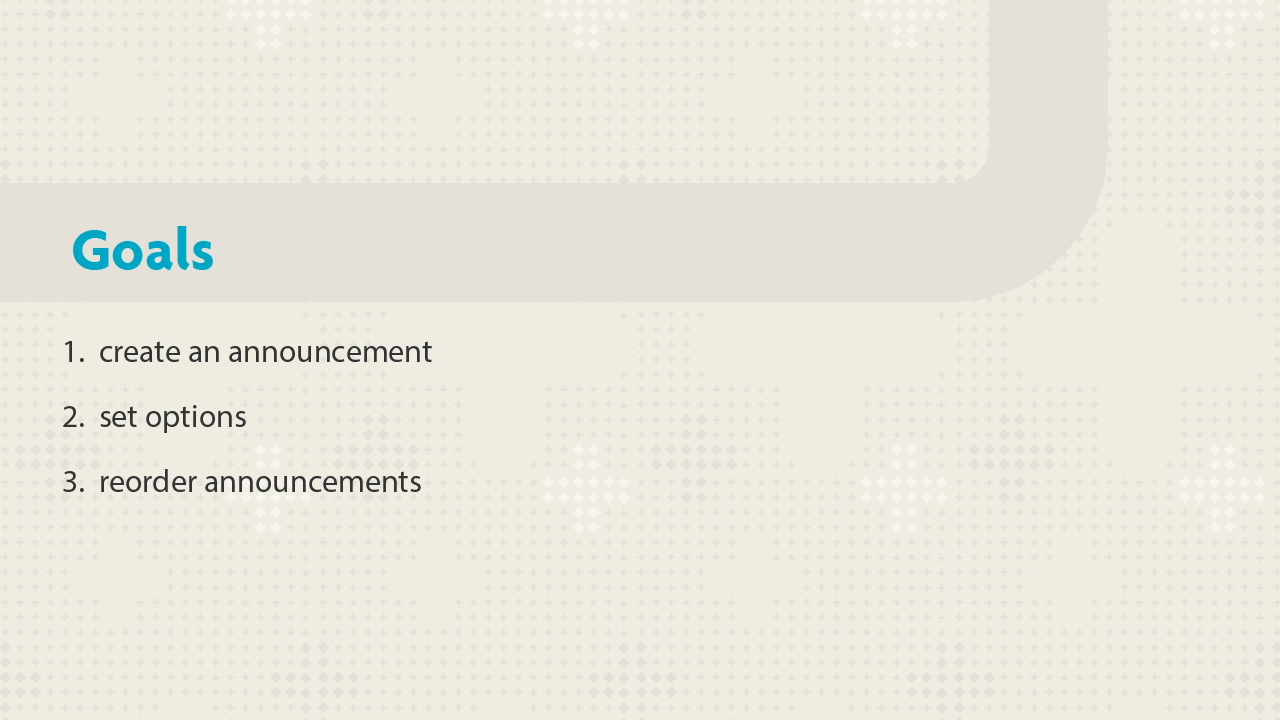 Goals
1. create an announcement
2. set options
3. reorder announcements